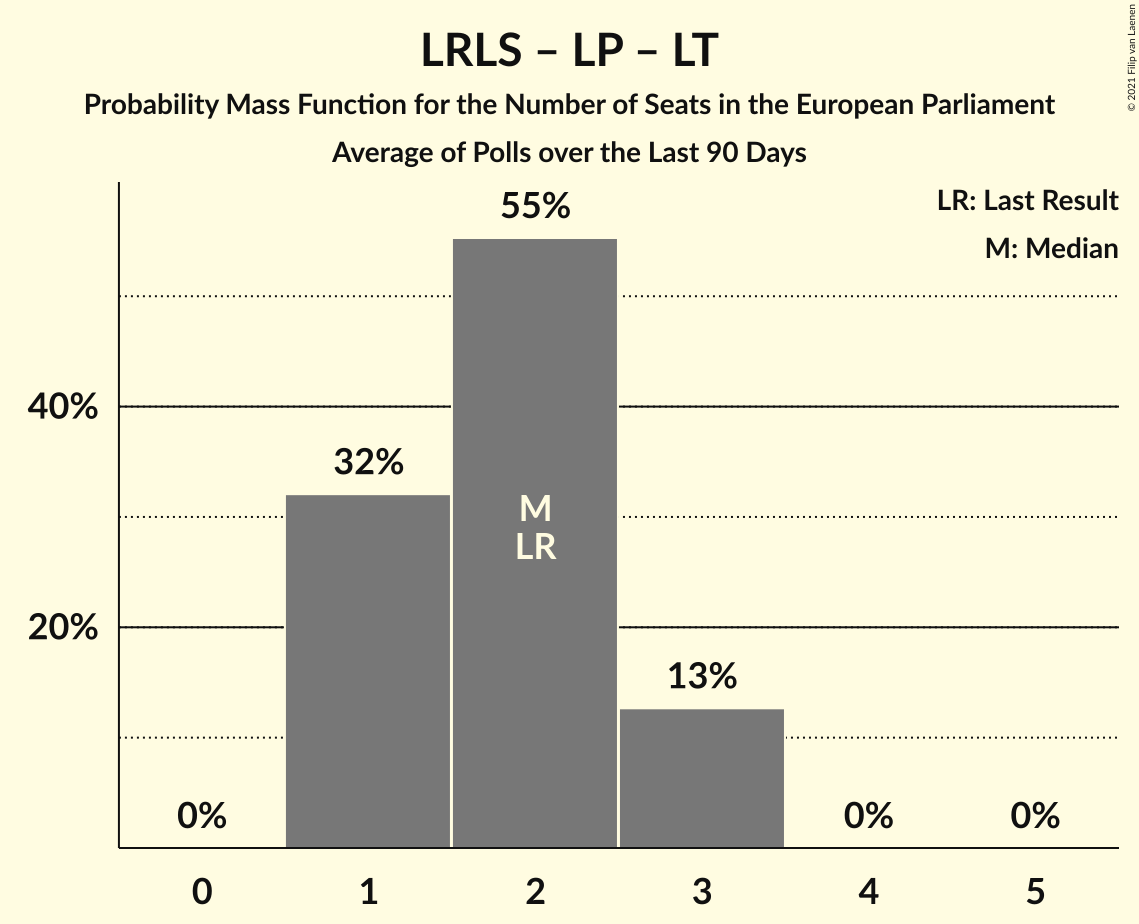 LRLS – LP – LT
Probability Mass Function for the Number of Seats in the European Parliament
Average of Polls over the Last 90 Days
© 2021 Filip van Laenen
LR: Last Result
M: Median
55%
40%
32%
M
LR
20%
13%
0%
0%
0%
0
1
2
3
4
5